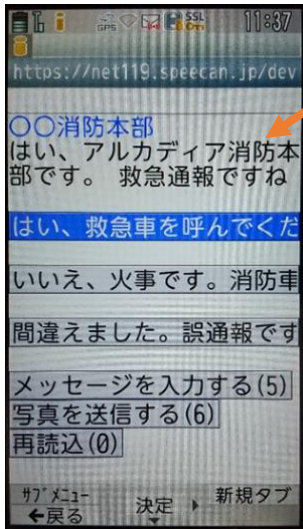 GPS SSL 0m 11:37
https://net119.speecan.jp/dev
〇〇消防本部
はい、アルカディア消防本
部です。 救急通報ですね
はい、救急車を呼んでくだ
いいえ、火事です。消防車
間違えました。誤通報です
メッセージを入力する(5)
写真を送信する(6)
再読込(0)
サブメニュー 決定 新規タブ
←戻る